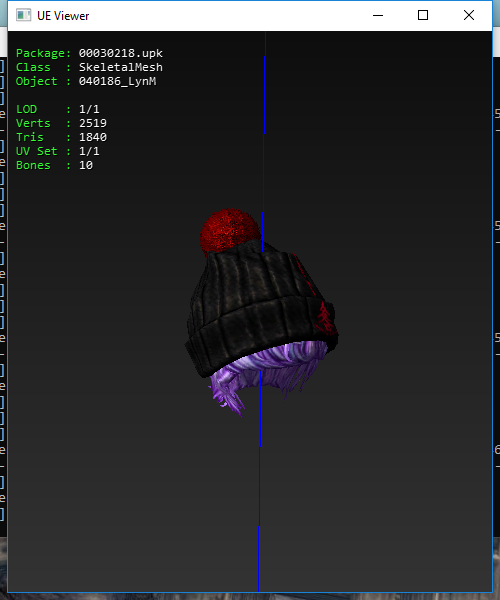 UE Viewer
Package: 00030218.upk
Class : SkeletalMesh
Object : 040186_LynM
LOD : 1/1
Verts : 2519
Tris : 1840
UV Set : 1/1
Bones : 10